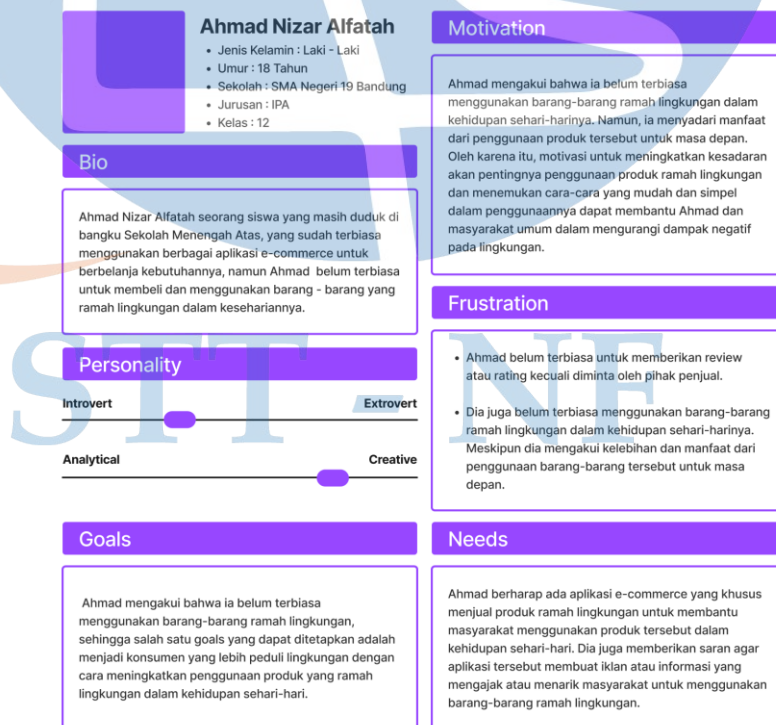 Ahmad Nizar Alfatah
• Jenis Kelamin : Laki - Laki
• Umur : 18 Tahun
• Sekolah : SMA Negeri 19 Bandung
• Jurusan : IPA
• Kelas : 12
Bio
Ahmad Nizar Alfatah seorang siswa yang masih duduk di
bangku Sekolah Menengah Atas, yang sudah terbiasa
menggunakan berbagai aplikasi e-commerce untuk
berbelanja kebutuhannya, namun Ahmad belum terbiasa
untuk membeli dan menggunakan barang - barang yang
ramah lingkungan dalam kesehariannya.
Personality
Introvert Extrovert
Analytical Creative
Goals
Ahmad mengakui bahwa ia belum terbiasa
menggunakan barang-barang ramah lingkungan,
sehingga salah satu goals yang dapat ditetapkan adalah
menjadi konsumen yang lebih peduli lingkungan dengan
cara meningkatkan penggunaan produk yang ramah
lingkungan dalam kehidupan sehari-hari.
Motivation
Ahmad mengakui bahwa ia belum terbiasa
menggunakan barang-barang ramah lingkungan dalam
kehidupan sehari-harinya. Namun, ia menyadari manfaat
dari penggunaan produk tersebut untuk masa depan.
Oleh karena itu, motivasi untuk meningkatkan kesadaran
akan pentingnya penggunaan produk ramah lingkungan
dan menemukan cara-cara yang mudah dan simpel
dalam penggunaannya dapat membantu Ahmad dan
masyarakat umum dalam mengurangi dampak negatif
pada lingkungan.
Frustration
• Ahmad belum terbiasa untuk memberikan review
atau rating kecuali diminta oleh pihak penjual.
• Dia juga belum terbiasa menggunakan barang-barang
ramah lingkungan dalam kehidupan sehari-harinya.
Meskipun dia mengakui kelebihan dan manfaat dari
penggunaan barang-barang tersebut untuk masa
depan.
Needs
Ahmad berharap ada aplikasi e-commerce yang khusus
menjual produk ramah lingkungan untuk membantu
masyarakat menggunakan produk tersebut dalam
kehidupan sehari-hari. Dia juga memberikan saran agar
aplikasi tersebut membuat iklan atau informasi yang
mengajak atau menarik masyarakat untuk menggunakan
barang-barang ramah lingkungan.
STT - NF